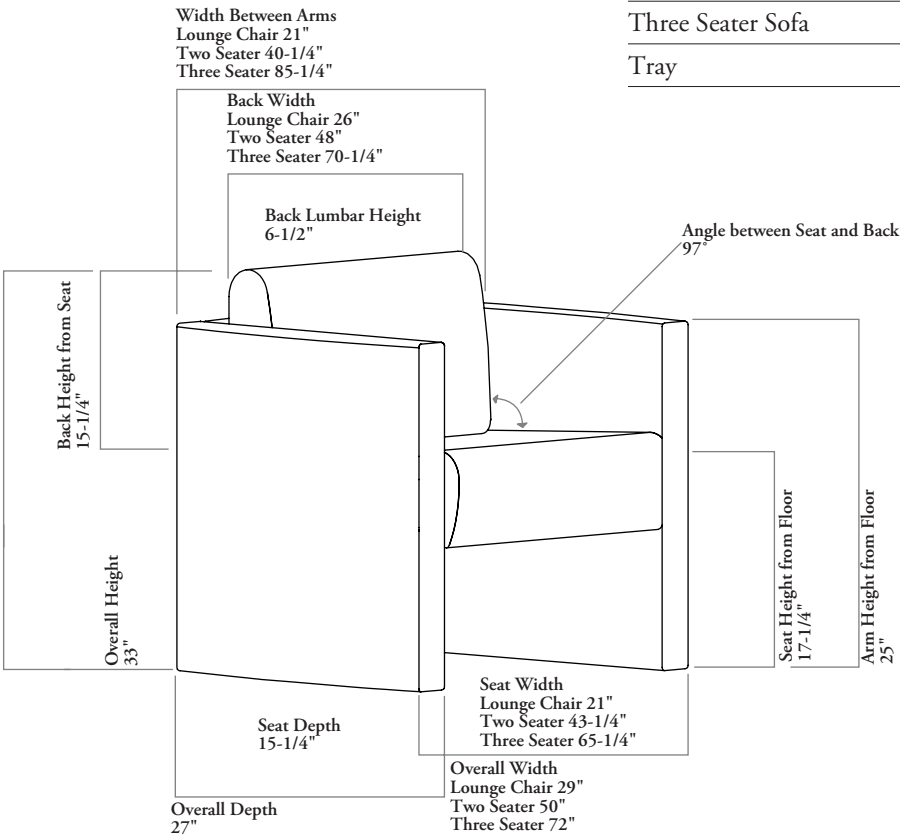 Width Between Arms
Lounge Chair 21"
Two Seater 40-1/4"
Three Seater 85-1/4"
Three Seater Sofa
Tray
Back Width
Lounge Chair 26"
Two Seater 48"
Three Seater 70-1/4"
Back Lumbar Height
6-1/2"
Angle between Seat and Back
97°
Back Height from Seat
15-1/4"
Overall Height
33"
Seat Height from Floor
17-1/4"
Arm Height from Floor
25"
Seat Width
Lounge Chair 21"
Two Seater 43-1/4"
Three Seater 65-1/4"
Seat Depth
15-1/4"
Overall Width
Lounge Chair 29"
Two Seater 50"
Three Seater 72"
Overall Depth
27"